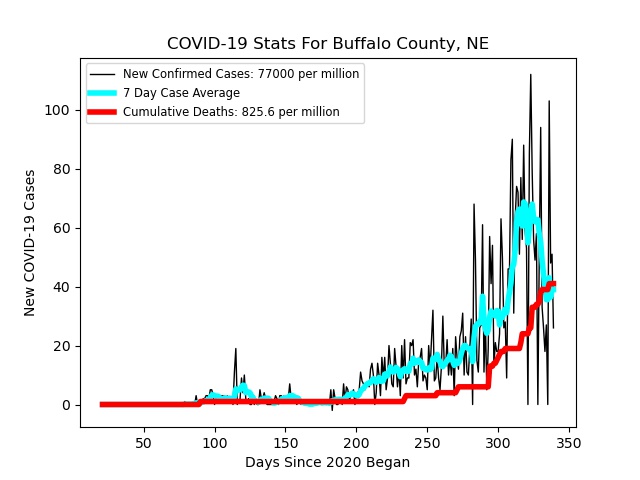 COVID-19 Stats For Buffalo County, NE
New Confirmed Cases: 77000 per million
7 Day Case Average
Cumulative Deaths: 825.6 per million
New COVID-19 Cases
100
80
60
40
20
0
50
100
150
200
250
300
350
Days Since 2020 Began